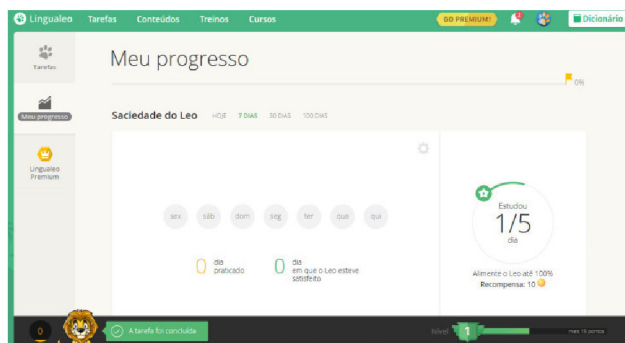 Lingualeo Tarefas Conteúdos Treinos Cursos GO PREMIUM! Dicionário
Tarefas
Meu progresso
Lingualeo
Premium
Meu progresso
0%
Saciedade do Leo HOJE 7 DIAS 30 DIAS 100 DIAS
sex sáb dom seg ter qua qui
0 dia
praticado
0 dia
em que o Leo esteve
satisfeito
Estudou
1/5
dia
Alimente o Leo até 100%
Recompensa: 10
0
A tarefa foi concluída
Nível 1